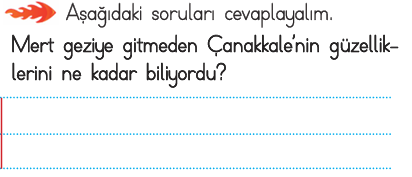 Aşağıdaki soruları cevaplayalım.
Mert geziye gitmeden Çanakkale'nin güzellik-
lerini ne kadar biliyordu?